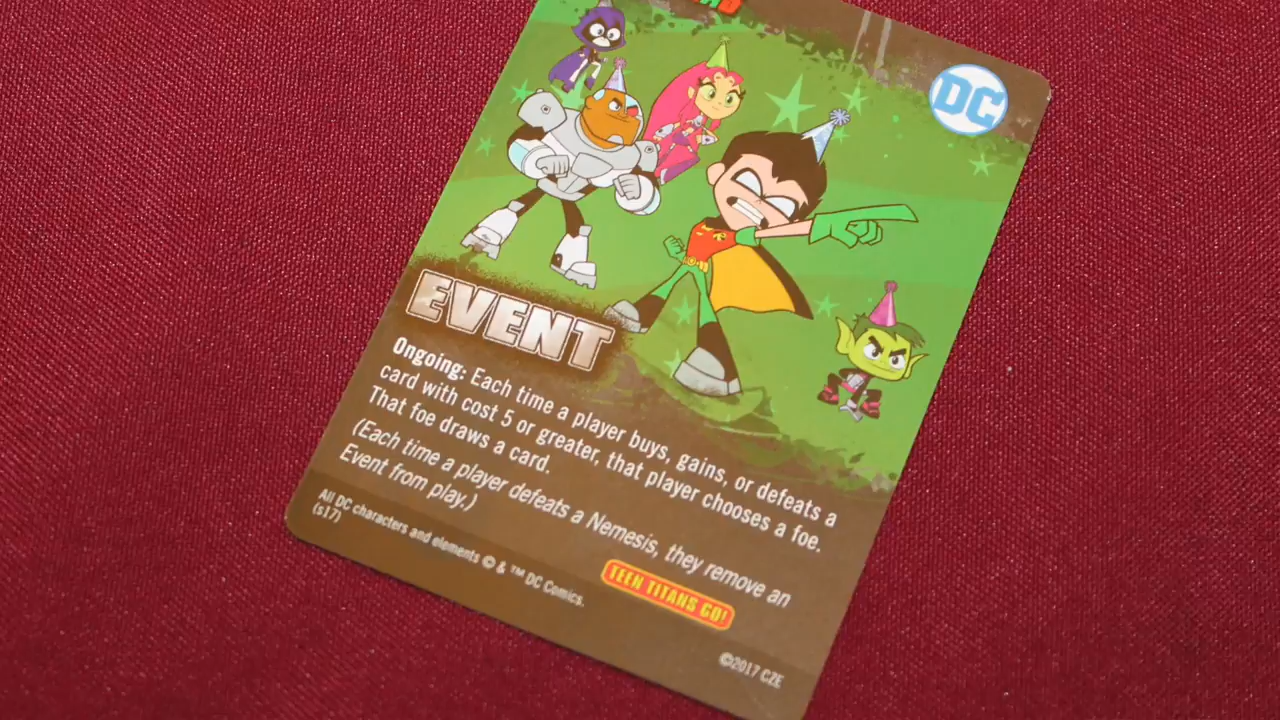 DC
EVENT
Ongoing: Each time a player buys, gains, or defeats a
card with cost 5 or greater, that player chooses a foe.
That foe draws a card.
(Each time a player defeats a Nemesis, they remove an
Event from play.)
All DC characters and elements © & ™ DC Comics.
(s17)
TEEN TITANS GO!
©2017 CZE